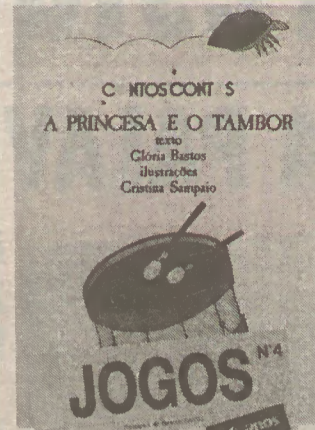 C NTOS CONT S
A PRINCESA E O TAMBOR
texto
Glória Bastos
ilustrações
Cristina Sampaio
JOGOS Nº4